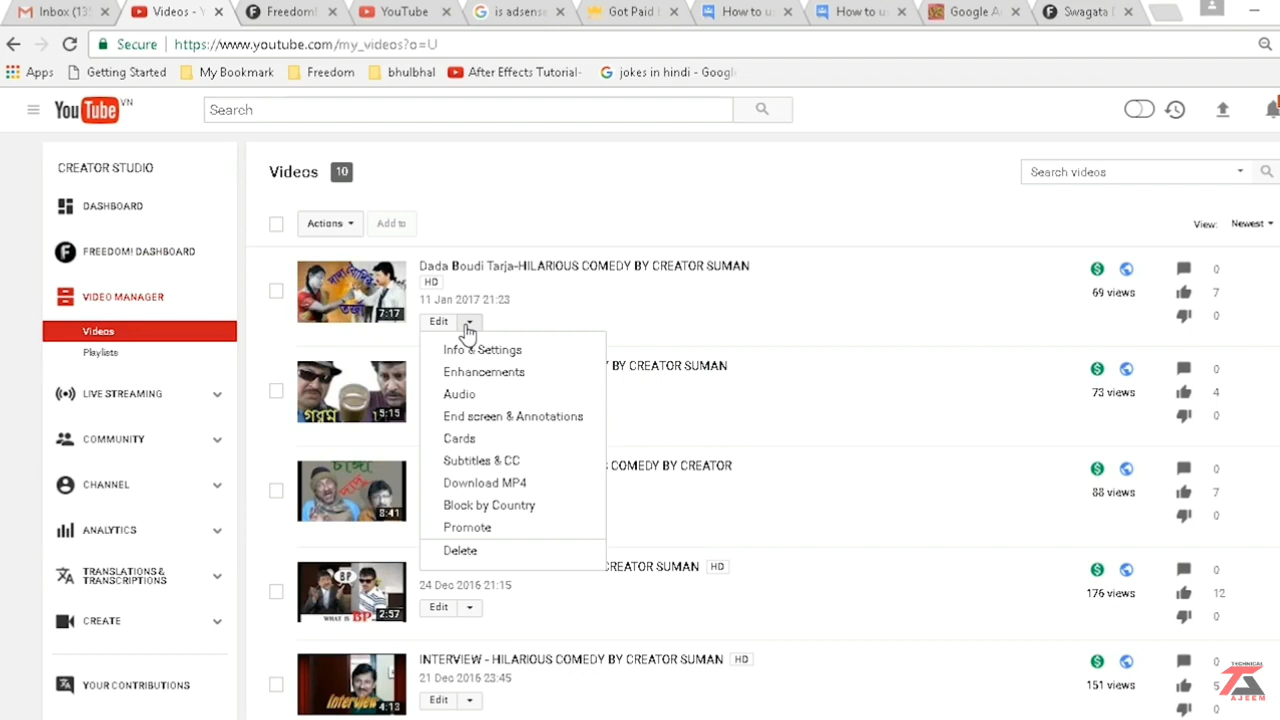 Inbox (13
Videos - Y
Freedom!
YouTube
is adsense
Got Paid
How to u
How to u
Google A
Swagata
Secure
https://www.youtube.com/my_videos?o=U
Apps
Getting Started
My Bookmark
Freedom
bhulbhal
After Effects Tutorial-
jokes in hindi - Googl
YouTube VN
Search
CREATOR STUDIO
DASHBOARD
FREEDOM! DASHBOARD
VIDEO MANAGER
Videos
Playlists
LIVE STREAMING
COMMUNITY
CHANNEL
ANALYTICS
TRANSLATIONS &
TRANSCRIPTIONS
CREATE
YOUR CONTRIBUTIONS
Videos 10
Search videos
Actions
Add to
View:
Newest
7:17
Dada Boudi Tarja-HILARIOUS COMEDY BY CREATOR SUMAN
HD
11 Jan 2017 21:23
Edit
69 views
0
7
0
Info & Settings
Enhancements
Audio
End screen & Annotations
Cards
Subtitles & CC
Download MP4
Block by Country
Promote
Delete
গরম
5:15
BY CREATOR SUMAN
73 views
0
4
0
8:41
COMEDY BY CREATOR
88 views
0
7
0
BP
WHAT IS BP
2:57
CREATOR SUMAN HD
24 Dec 2016 21:15
Edit
176 views
0
12
0
Interview
4:13
INTERVIEW - HILARIOUS COMEDY BY CREATOR SUMAN HD
21 Dec 2016 23:45
Edit
151 views
0
5
0
TECHNICAL
AJEEM